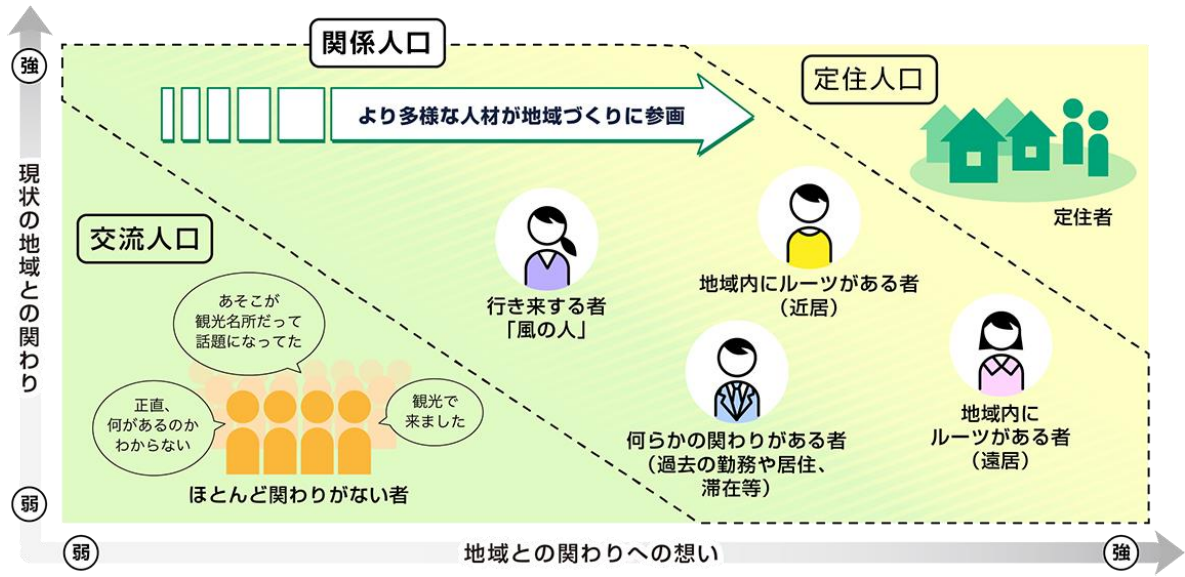 強
関係人口
定住人口
より多様な人材が地域づくりに参画
現状の地域との関わり
定住者
交流人口
あそこが
観光名所だって
話題になってた
行き来する者
「風の人」
地域内にルーツがある者
（近居）
正直、
何があるのか
わからない
観光で
来ました
ほとんど関わりがない者
何らかの関わりがある者
（過去の勤務や居住、
滞在等）
地域内に
ルーツがある者
（遠居）
弱
弱
地域との関わりへの想い
強